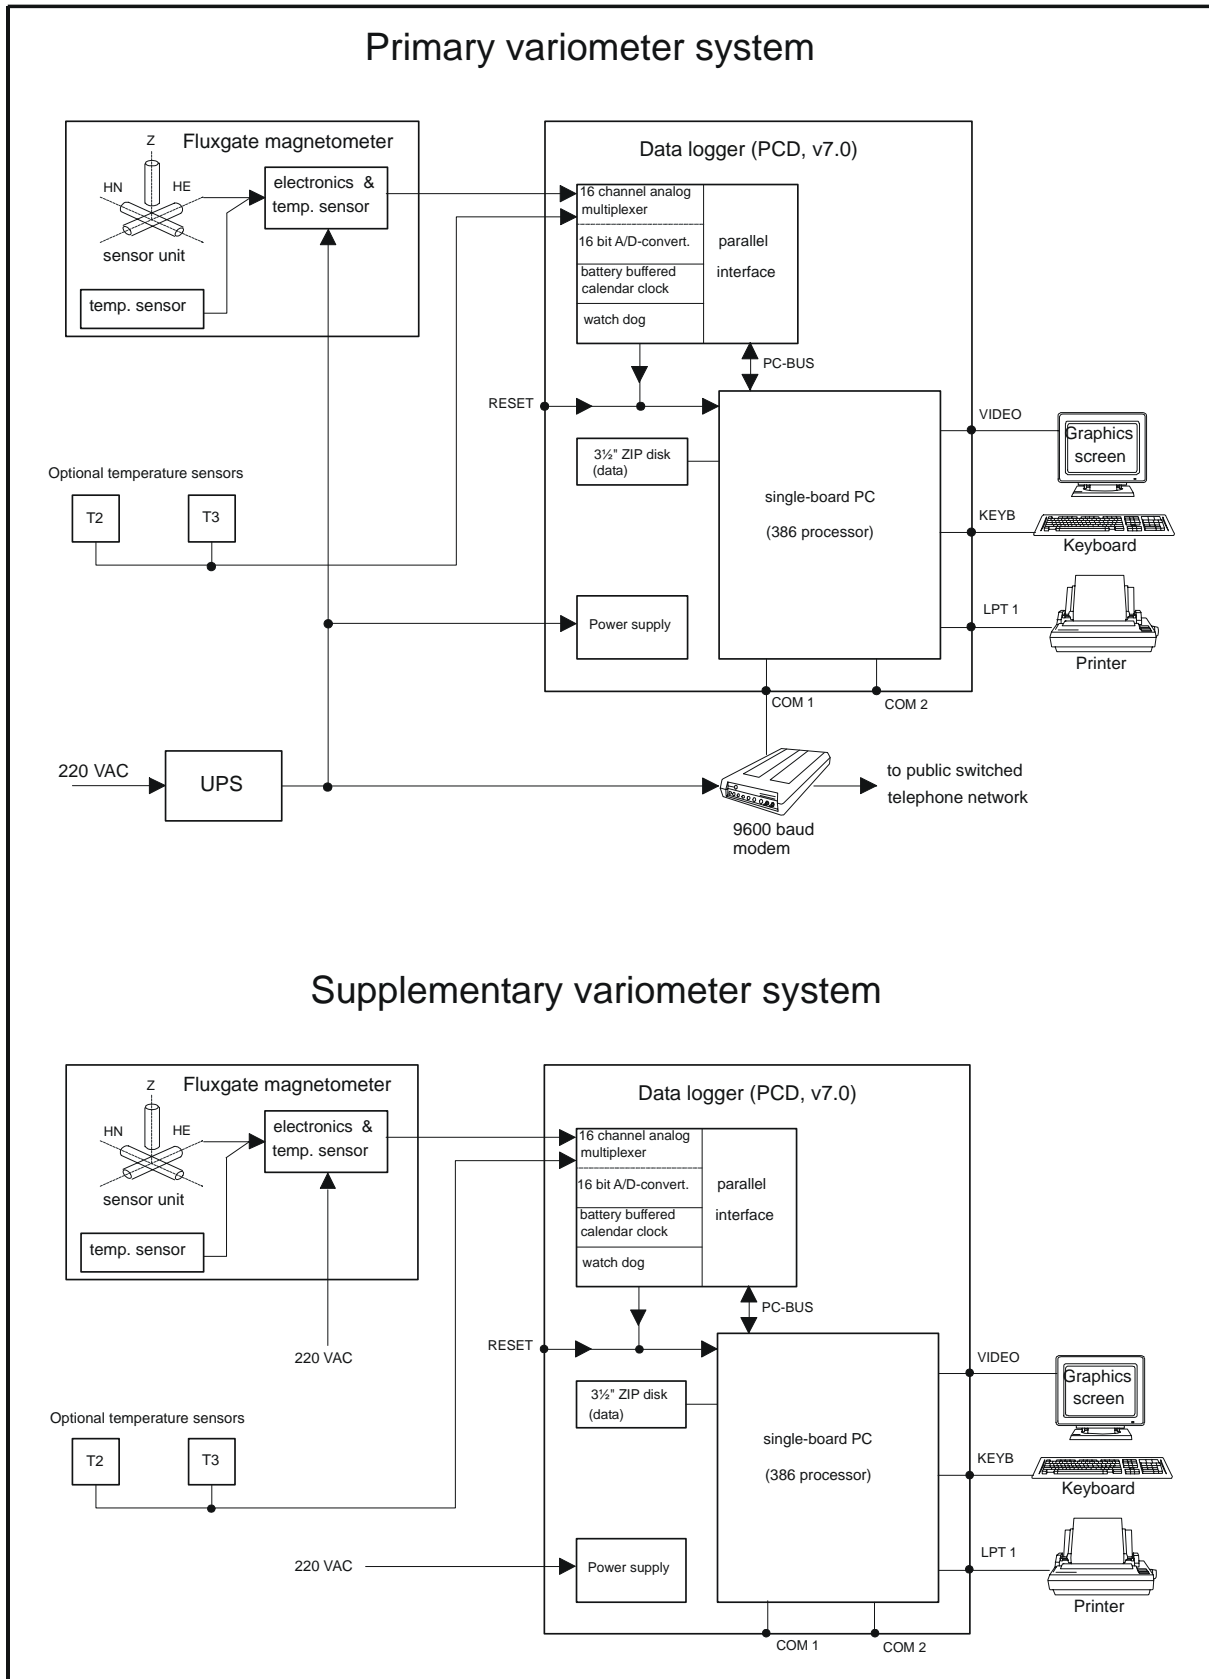 Primary variometer system
Fluxgate magnetometer
Z
HN
HE
sensor unit
temp. sensor
electronics &
temp. sensor
Data logger (PCD, v7.0)
16 channel analog
multiplexer
16 bit A/D-convert.
battery buffered
calendar clock
watch dog
parallel
interface
PC-BUS
RESET
3½" ZIP disk
(data)
single-board PC
(386 processor)
Power supply
VIDEO
Graphics
screen
KEYB
Keyboard
LPT 1
Printer
COM 1
COM 2
Optional temperature sensors
T2
T3
220 VAC
UPS
9600 baud
modem
to public switched
telephone network
Supplementary variometer system
Fluxgate magnetometer
Z
HN
HE
sensor unit
temp. sensor
electronics &
temp. sensor
220 VAC
Data logger (PCD, v7.0)
16 channel analog
multiplexer
16 bit A/D-convert.
battery buffered
calendar clock
watch dog
parallel
interface
PC-BUS
RESET
3½" ZIP disk
(data)
single-board PC
(386 processor)
Power supply
VIDEO
Graphics
screen
KEYB
Keyboard
LPT 1
Printer
COM 1
COM 2
Optional temperature sensors
T2
T3
220 VAC